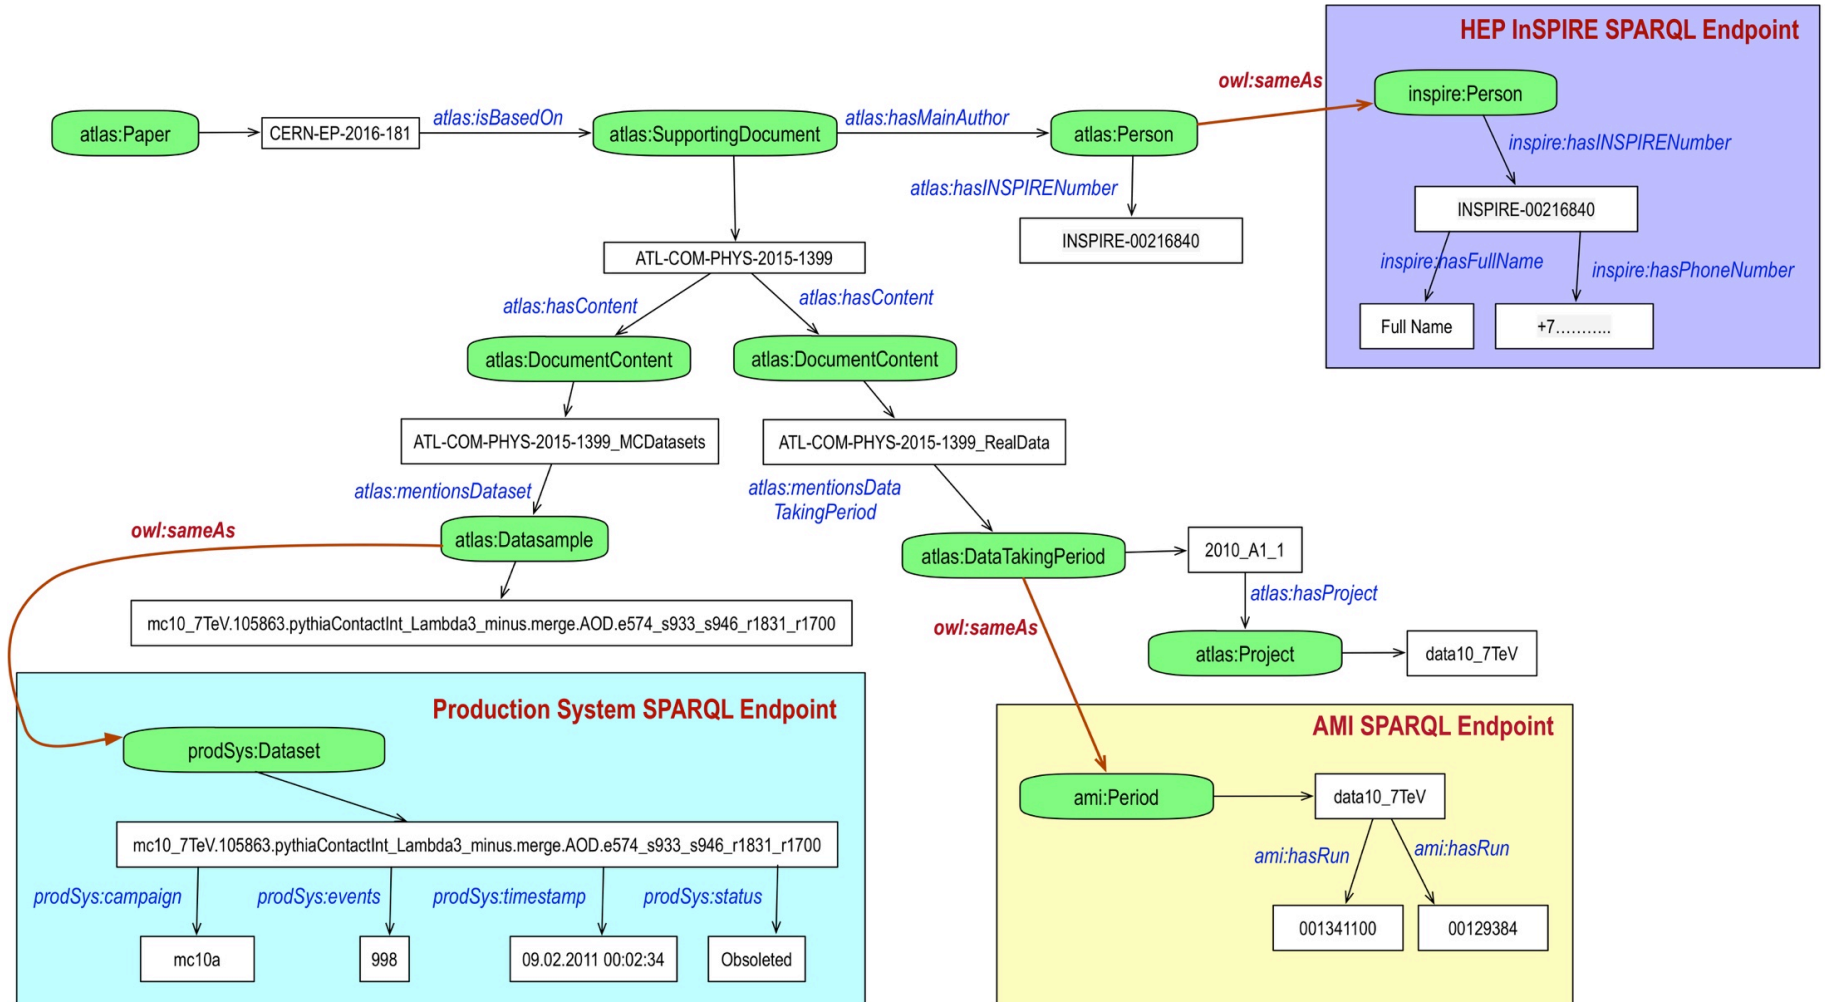 HEP InSPIRE SPARQL Endpoint
owl:sameAs
inspire:Person
atlas:Paper
CERN-EP-2016-181
atlas:isBasedOn
atlas:SupportingDocument
atlas:hasMainAuthor
atlas:Person
inspire:hasINSPIRENumber
atlas:hasINSPIRENumber
INSPIRE-00216840
INSPIRE-00216840
ATL-COM-PHYS-2015-1399
inspire:hasFullName
inspire:hasPhoneNumber
atlas:hasContent
atlas:hasContent
Full Name
+7...........
atlas:DocumentContent
atlas:DocumentContent
ATL-COM-PHYS-2015-1399_MCDatasets
ATL-COM-PHYS-2015-1399_RealData
atlas:mentionsDataset
atlas:mentionsData
TakingPeriod
owl:sameAs
atlas:Datasample
atlas:DataTakingPeriod
2010_A1_1
atlas:hasProject
mc10_7TeV.105863.pythiaContactInt_Lambda3_minus.merge.AOD.e574_s933_s946_r1831_r1700
owl:sameAs
atlas:Project
data10_7TeV
Production System SPARQL Endpoint
AMI SPARQL Endpoint
prodSys:Dataset
ami:Period
data10_7TeV
mc10_7TeV.105863.pythiaContactInt_Lambda3_minus.merge.AOD.e574_s933_s946_r1831_r1700
ami:hasRun
ami:hasRun
prodSys:campaign
prodSys:events
prodSys:timestamp
prodSys:status
001341100
00129384
mc10a
998
09.02.2011 00:02:34
Obsoleted